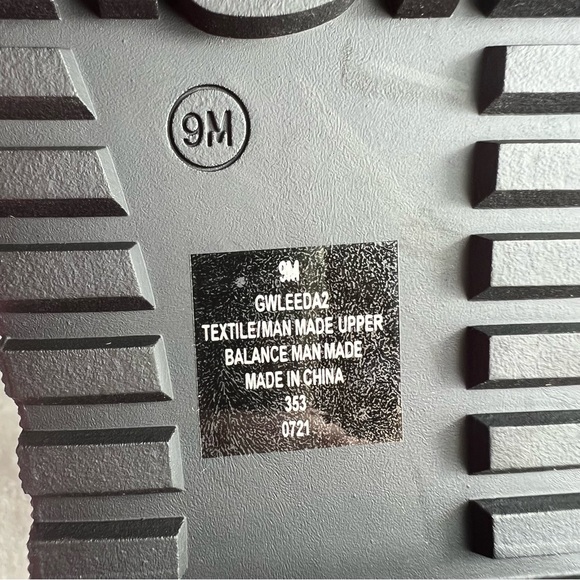 9M
9M
GWLEEDA2
TEXTILE/MAN MADE UPPER
BALANCE MAN MADE
MADE IN CHINA
353
0721